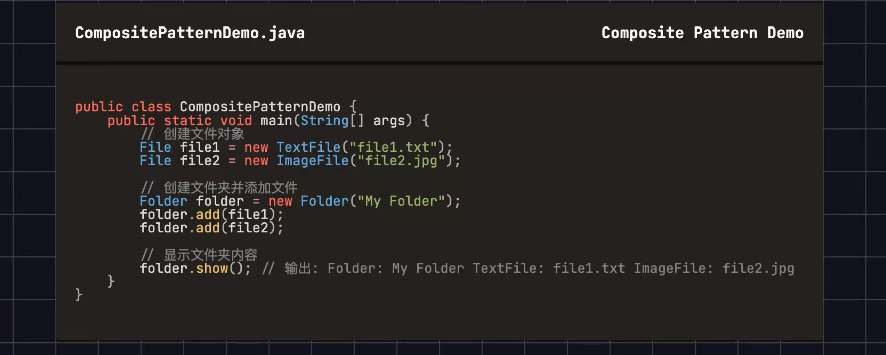 CompositePatternDemo.java
Composite Pattern Demo
public class CompositePatternDemo {
    public static void main(String[] args) {
        // 创建文件对象
        File file1 = new TextFile("file1.txt");
        File file2 = new ImageFile("file2.jpg");
        // 创建文件夹并添加文件
        Folder folder = new Folder("My Folder");
        folder.add(file1);
        folder.add(file2);
        // 显示文件夹内容
        folder.show(); // 输出: Folder: My Folder TextFile: file1.txt ImageFile: file2.jpg
    }
}